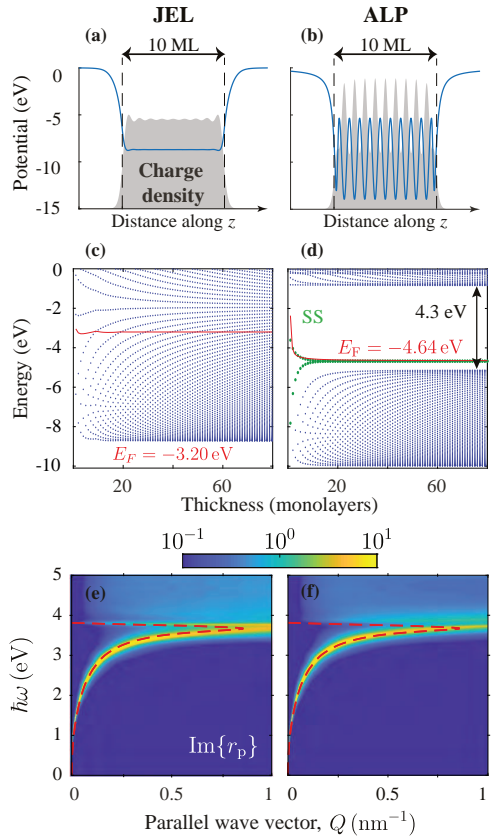 JEL
ALP
(a)
10 ML
(b)
10 ML
Potential (eV)
0
-5
-10
-15
Charge
density
Distance along z
Distance along z
(c)
(d)
Energy (eV)
0
-2
-4
-6
-8
-10
E_F = −3.20 eV
SS
E_F = −4.64 eV
4.3 eV
20
60
20
60
Thickness (monolayers)
10^{-1}
10^0
10^1
(e)
(f)
ħω (eV)
5
4
3
2
1
0
Im{r_p}
0
0.5
1
0
0.5
1
Parallel wave vector, Q (nm^{-1})